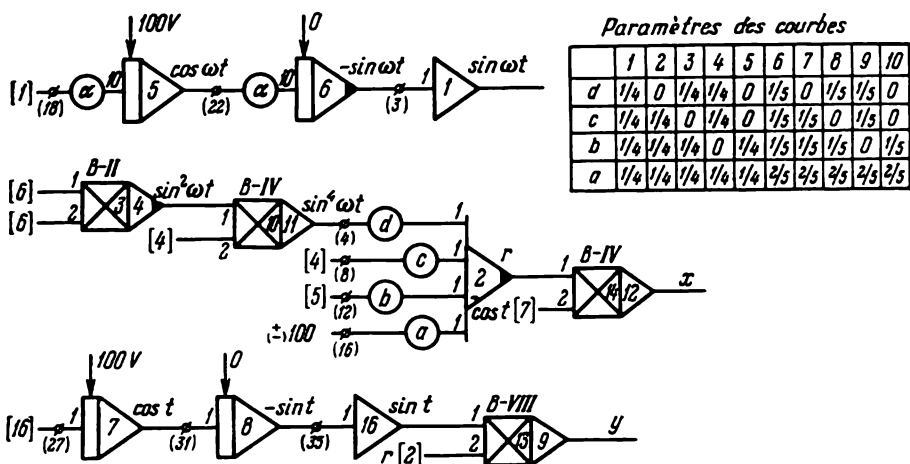 Paramètres des courbes
1 2 3 4 5 6 7 8 9 10
d 1/4 0 1/4 1/4 0 1/5 0 1/5 1/5 0
c 1/4 1/4 0 1/4 0 1/5 1/5 0 1/5 0
b 1/4 1/4 1/4 0 1/4 1/5 1/5 1/5 0 1/5
a 1/4 1/4 1/4 1/4 1/4 2/5 2/5 2/5 2/5 2/5
100V 0
[1] (18) α 10 5 cos ωt (22) α 10 6 -sin ωt (3) 1 1 sin ωt
B-II
[6] 1 3 4 sin²ωt
[6] 2
B-IV
1 10 11 sin⁴ωt (4) d 1
[4] 2
[4] (8) c 1
2 r
[5] (12) b 1
(±)100 (16) a 1
B-IV
1 14 12 x
cos t [7] 2
100V 0
[16] (27) 1 7 cos t (31) 1 8 -sin t (35) 1 16 sin t
B-VIII
1 13 9 y
r [2] 2